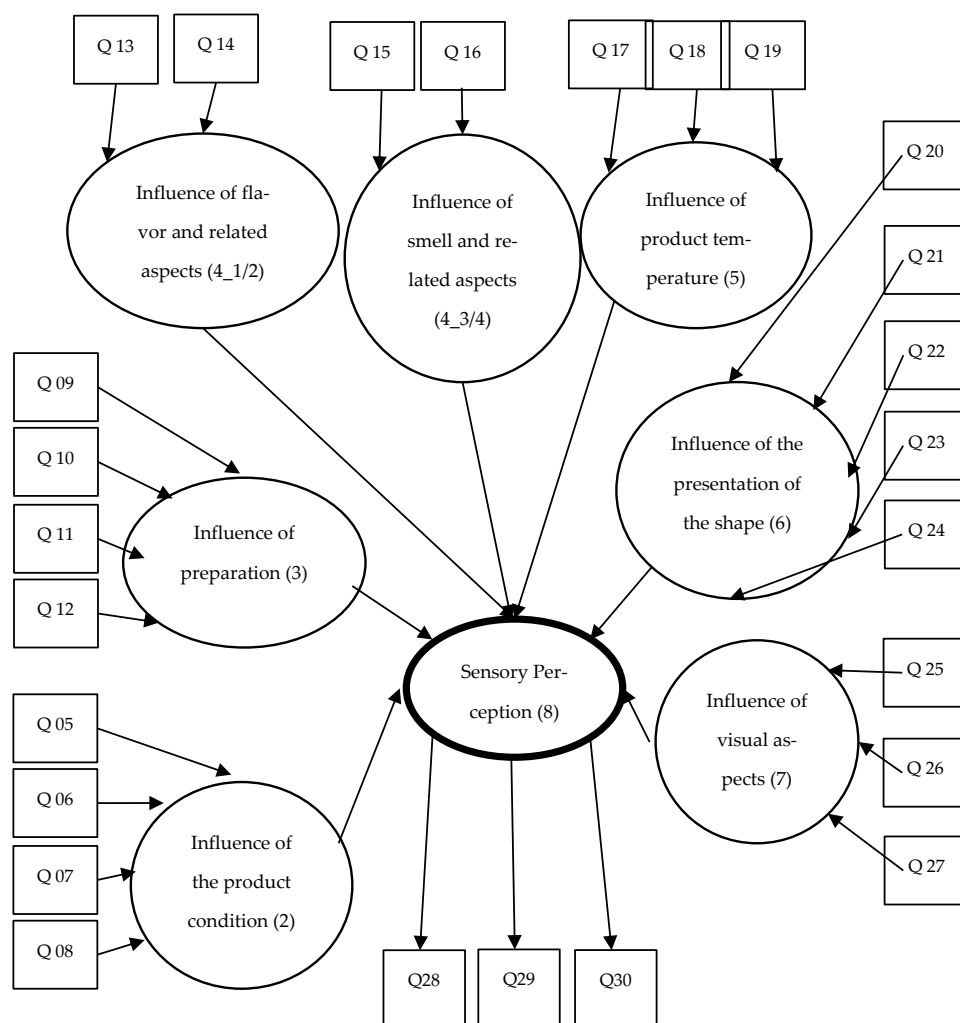 Q 13
Q 14
Q 15
Q 16
Q 17
Q 18
Q 19
Q 20
Influence of fla-
vor and related
aspects (4_1/2)
Influence of
smell and re-
lated aspects
(4_3/4)
Influence of
product tem-
perature (5)
Q 21
Q 22
Q 23
Q 24
Q 09
Q 10
Q 11
Q 12
Influence of
preparation (3)
Influence of the
presentation of
the shape (6)
Sensory Per-
ception (8)
Q 05
Q 06
Q 07
Q 08
Influence of
the product
condition (2)
Influence of
visual as-
pects (7)
Q 25
Q 26
Q 27
Q28
Q29
Q30